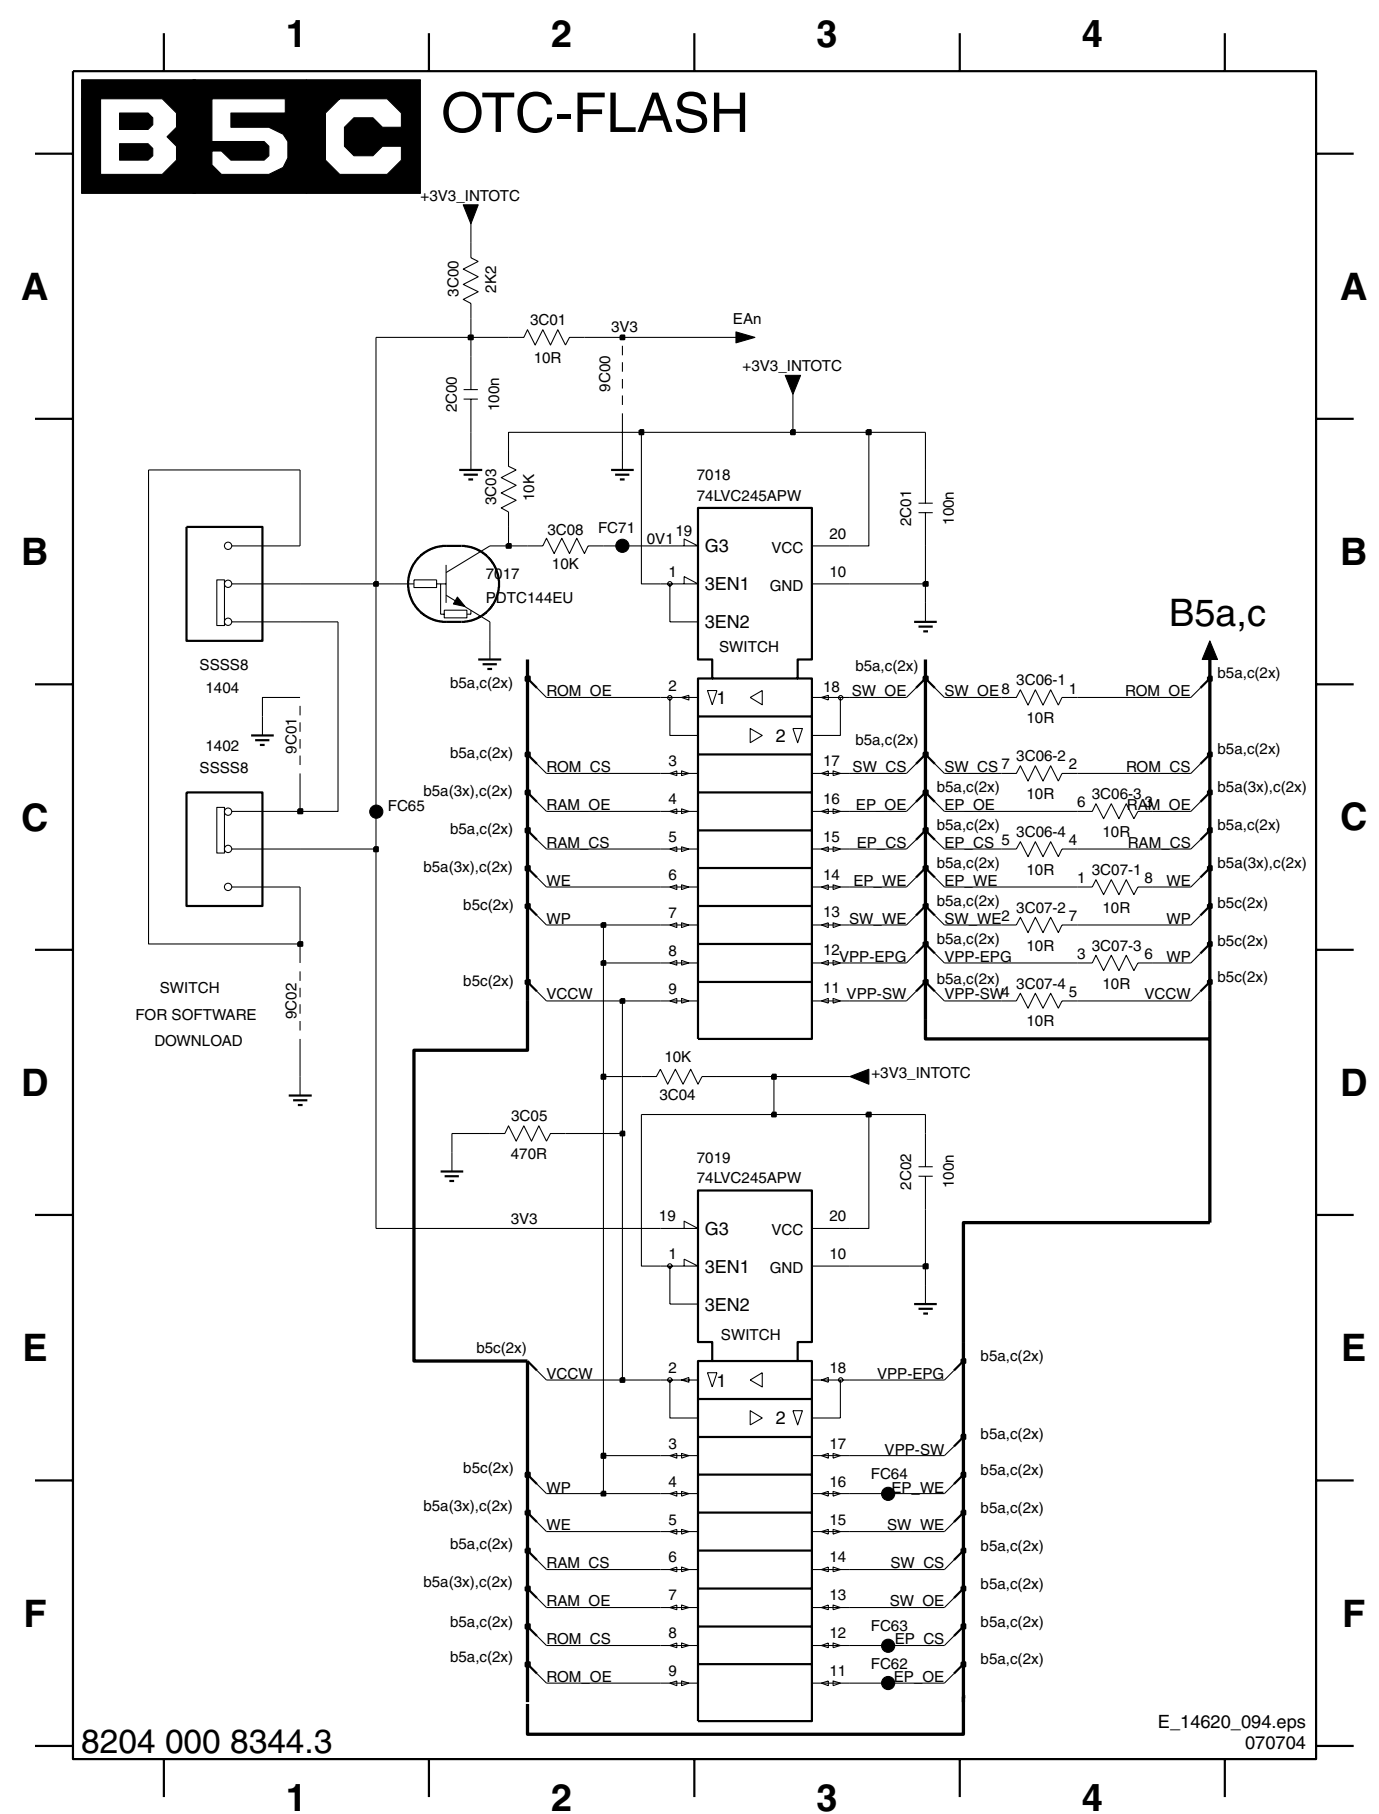 1 2 3 4
B5C OTC-FLASH
+3V3_INTOTC
A A
3C00 2K2
3C01 3V3 EAn
10R
9C00
+3V3_INTOTC
2C00 100n
3C03 10K
7018
74LVC245APW
2C01 100n
B B
3C08 FC71 0V1 19 G3 VCC 20
10K
7017
PDTC144EU
1 3EN1 GND 10
3EN2
SWITCH
B5a,c
SSSS8
1404
9C01
1402
SSSS8
FC65
C C
b5a,c(2x) ROM_OE 2 1 18 SW_OE b5a,c(2x) SW_OE 8 3C06-1 1 ROM_OE b5a,c(2x)
10R
2
b5a,c(2x) ROM_CS 3 17 SW_CS b5a,c(2x) SW_CS 7 3C06-2 2 ROM_CS b5a,c(2x)
10R
b5a(3x),c(2x) RAM_OE 4 16 EP_OE b5a,c(2x) EP_OE 6 3C06-3 3 RAM_OE b5a(3x),c(2x)
10R
b5a,c(2x) RAM_CS 5 15 EP_CS b5a,c(2x) EP_CS 5 3C06-4 4 RAM_CS b5a,c(2x)
10R
b5a(3x),c(2x) WE 6 14 EP_WE b5a,c(2x) EP_WE 1 3C07-1 8 WE b5a(3x),c(2x)
10R
b5c(2x) WP 7 13 SW_WE b5a,c(2x) SW_WE 2 3C07-2 7 WP b5c(2x)
10R
8 12 VPP-EPG b5a,c(2x) VPP-EPG 3 3C07-3 6 WP b5c(2x)
10R
b5c(2x) VCCW 9 11 VPP-SW b5a,c(2x) VPP-SW 4 3C07-4 5 VCCW b5c(2x)
10R
SWITCH
FOR SOFTWARE
DOWNLOAD
9C02
D D
10K
3C04
+3V3_INTOTC
3C05
470R
7019
74LVC245APW
2C02 100n
3V3 19 G3 VCC 20
1 3EN1 GND 10
3EN2
SWITCH
E E
b5c(2x) VCCW 2 1 18 VPP-EPG b5a,c(2x)
2
3 17 VPP-SW b5a,c(2x)
b5c(2x) WP 4 16 FC64 EP_WE b5a,c(2x)
b5a(3x),c(2x) WE 5 15 SW_WE b5a,c(2x)
b5a,c(2x) RAM_CS 6 14 SW_CS b5a,c(2x)
b5a(3x),c(2x) RAM_OE 7 13 SW_OE b5a,c(2x)
F F
b5a,c(2x) ROM_CS 8 12 FC63 EP_CS b5a,c(2x)
b5a,c(2x) ROM_OE 9 11 FC62 EP_OE b5a,c(2x)
8204 000 8344.3
E_14620_094.eps
070704
1 2 3 4